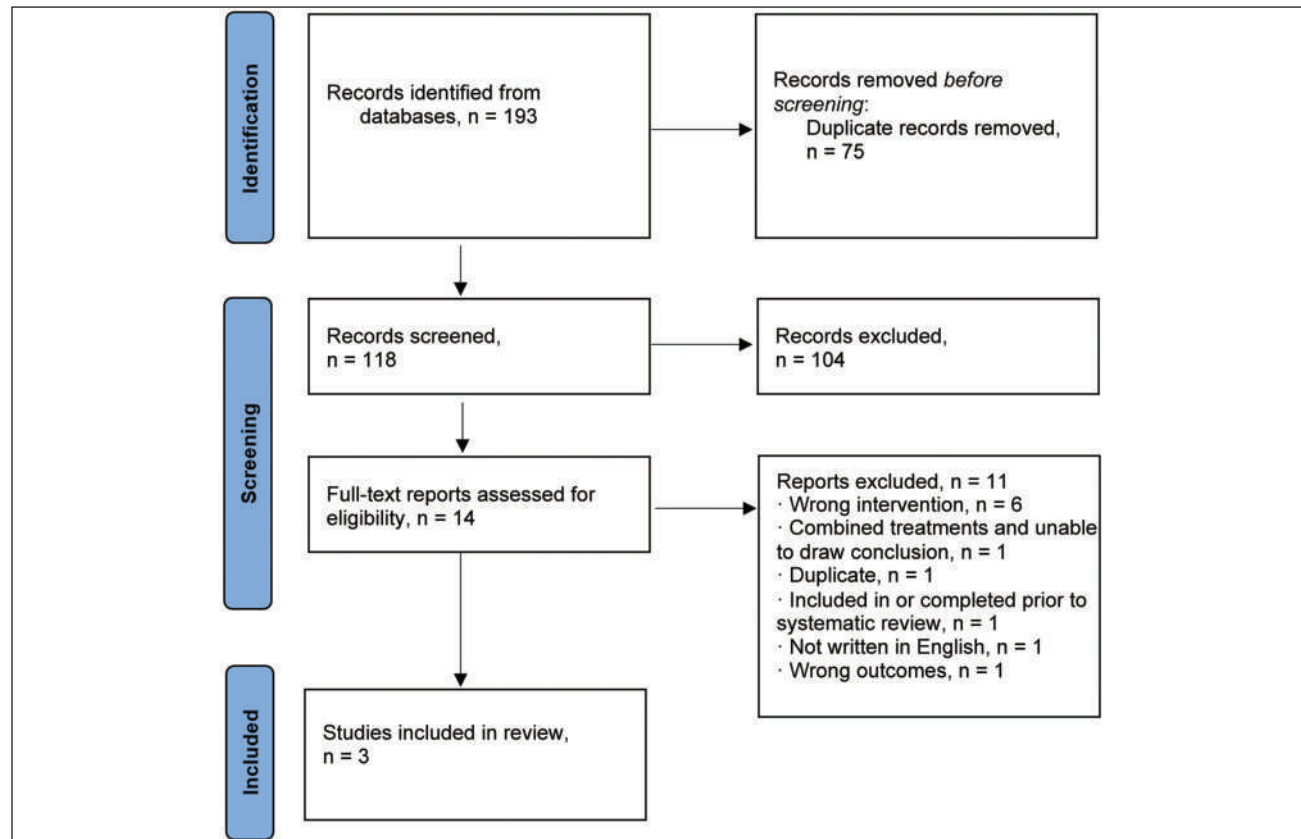 Identification
Records identified from
databases, n = 193
Records removed before
screening:
Duplicate records removed,
n = 75
Screening
Records screened,
n = 118
Records excluded,
n = 104
Full-text reports assessed for
eligibility, n = 14
Reports excluded, n = 11
· Wrong intervention, n = 6
· Combined treatments and unable
to draw conclusion, n = 1
· Duplicate, n = 1
· Included in or completed prior to
systematic review, n = 1
· Not written in English, n = 1
· Wrong outcomes, n = 1
Included
Studies included in review,
n = 3